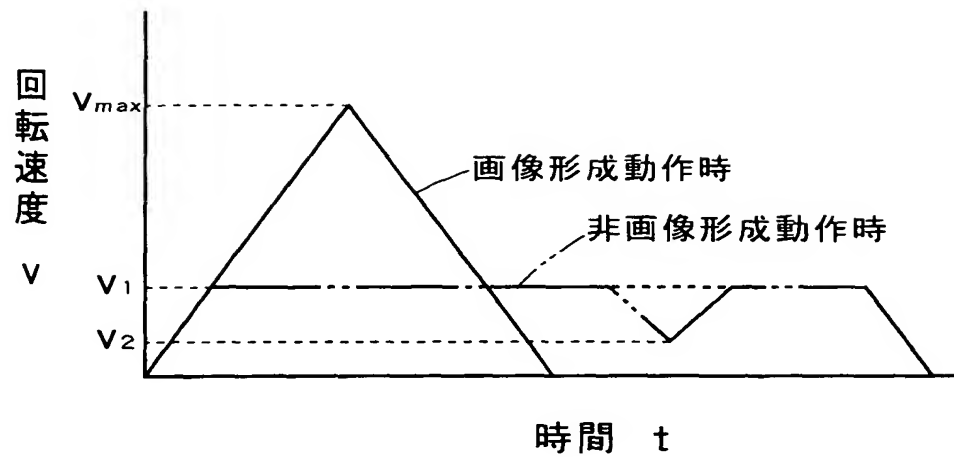 回転速度 V
Vmax
画像形成動作時
非画像形成動作時
V1
V2
時間 t